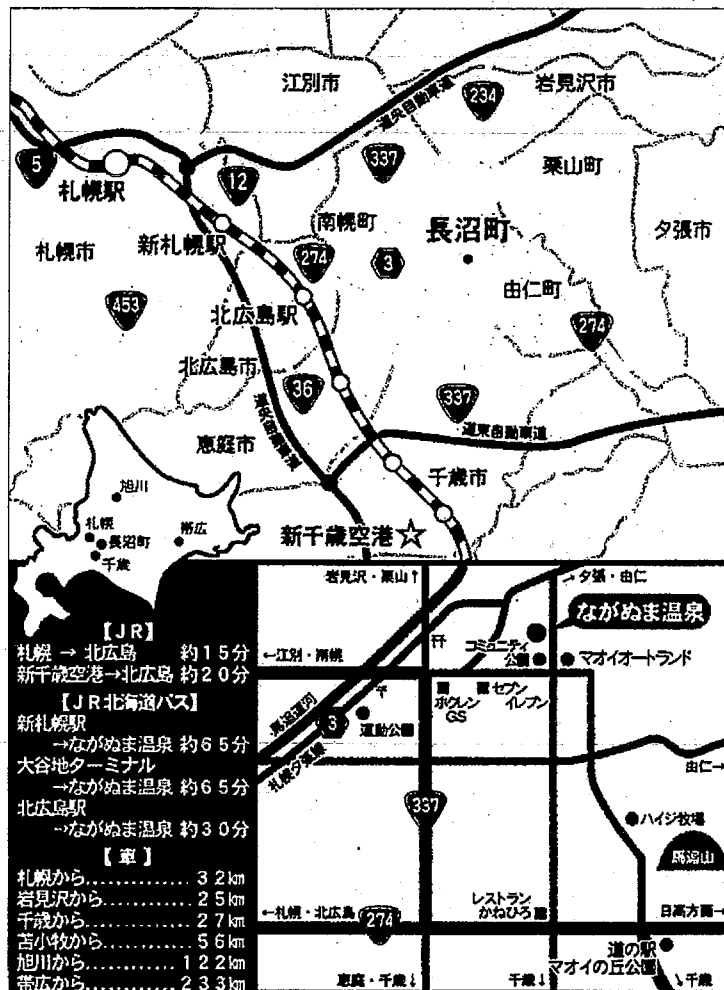 江別市
岩見沢市
道央自動車道
234
5
337
栗山町
札幌駅
12
南幌町
長沼町
夕張市
札幌市
新札幌駅
274
3
由仁町
453
北広島駅
274
北広島市
36
337
道央自動車道
道東自動車道
恵庭市
千歳市
旭川
新千歳空港
札幌
長沼町
帯広
千歳
岩見沢・栗山↑
→夕張・由仁
ながぬま温泉
【JR】
札幌 → 北広島 約15分
新千歳空港→北広島 約20分
←江別・南幌
コミュニティ
公園
マオイオートランド
【JR北海道バス】
新札幌駅
→ながぬま温泉 約65分
大谷地ターミナル
→ながぬま温泉 約65分
北広島駅
→ながぬま温泉 約30分
馬追運河
3
運動公園
ホクレン
GS
セブン
イレブン
札幌夕張線
由仁→
337
ハイジ牧場
馬追山
【車】
札幌から............ 32km
岩見沢から.......... 25km
千歳から............ 27km
苫小牧から.......... 56km
旭川から............ 122km
帯広から............ 233km
←札幌・北広島
274
レストラン
かねひろ
日高方面→
道の駅
マオイの丘公園
恵庭・千歳↓
千歳↓
↓千歳